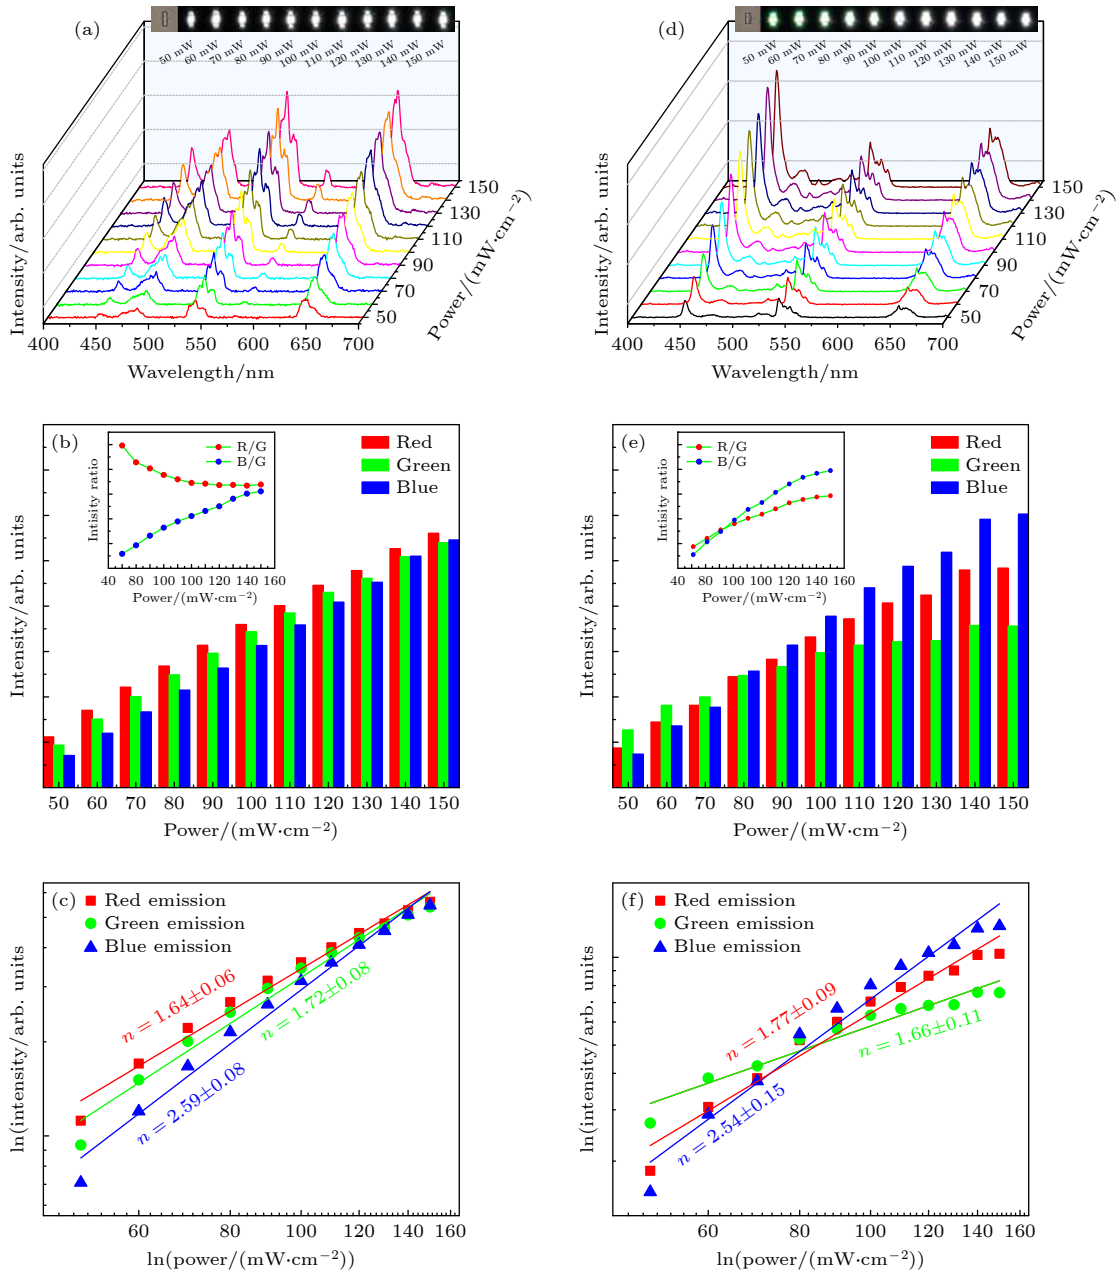 (a)
50 mW 60 mW 70 mW 80 mW 90 mW 100 mW 110 mW 120 mW 130 mW 140 mW 150 mW
Intensity/arb. units
150
130
110
90
70
50
Power/(mW·cm−2)
400 450 500 550 600 650 700
Wavelength/nm
(d)
50 mW 60 mW 70 mW 80 mW 90 mW 100 mW 110 mW 120 mW 130 mW 140 mW 150 mW
Intensity/arb. units
150
130
110
90
70
50
Power/(mW·cm−2)
400 450 500 550 600 650 700
Wavelength/nm
(b)
Red
Green
Blue
R/G
B/G
Intisity ratio
40 60 80 100 100 140 160
Power/(mW·cm−2)
Intensity/arb. units
50 60 70 80 90 100 110 120 130 140 150
Power/(mW·cm−2)
(e)
Red
Green
Blue
R/G
B/G
Intisity ratio
40 60 80 100 100 140 160
Power/(mW·cm−2)
Intensity/arb. units
50 60 70 80 90 100 110 120 130 140 150
Power/(mW·cm−2)
(c)
Red emission
Green emission
Blue emission
n = 1.64±0.06
n = 1.72±0.08
n = 2.59±0.08
ln(intensity/arb. units)
60 80 100 120 140 160
ln(power/(mW·cm−2))
(f)
Red emission
Green emission
Blue emission
n = 1.77±0.09
n = 1.66±0.11
n = 2.54±0.15
ln(intensity/arb. units)
60 80 100 120 140 160
ln(power/(mW·cm−2))